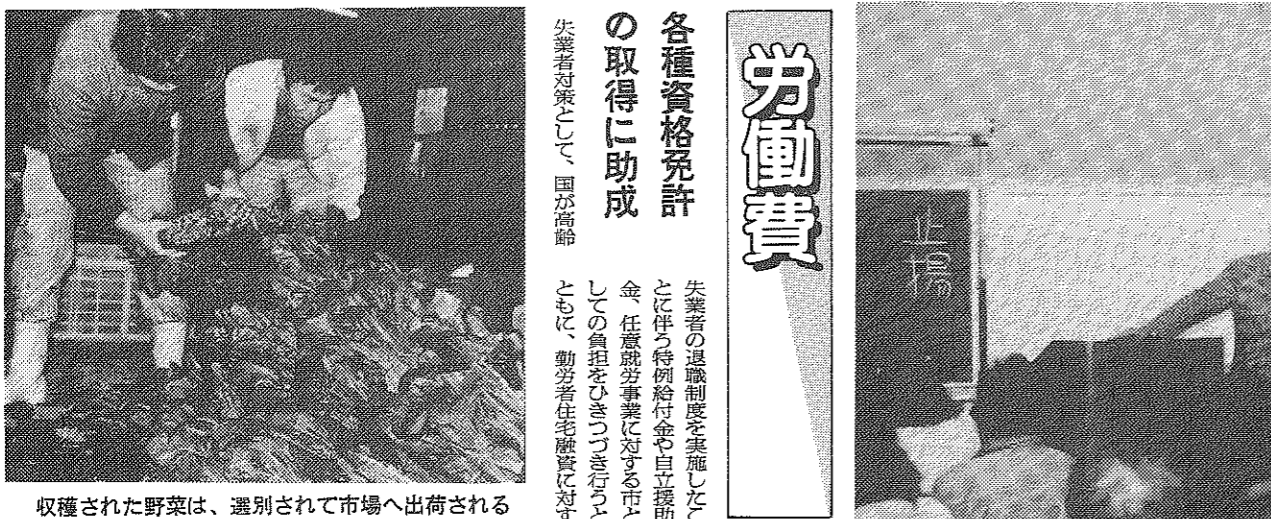 労働費
各種資格免許
の取得に助成
失業者対策として、国が高齢
失業者の退職制度を実施したこ
とに伴う特例給付金や自立援助
金、任意就労事業に対する市と
しての負担をひきつづき行うと
ともに、勤労者住宅融資に対す
収穫された野菜は、選別されて市場へ出荷される